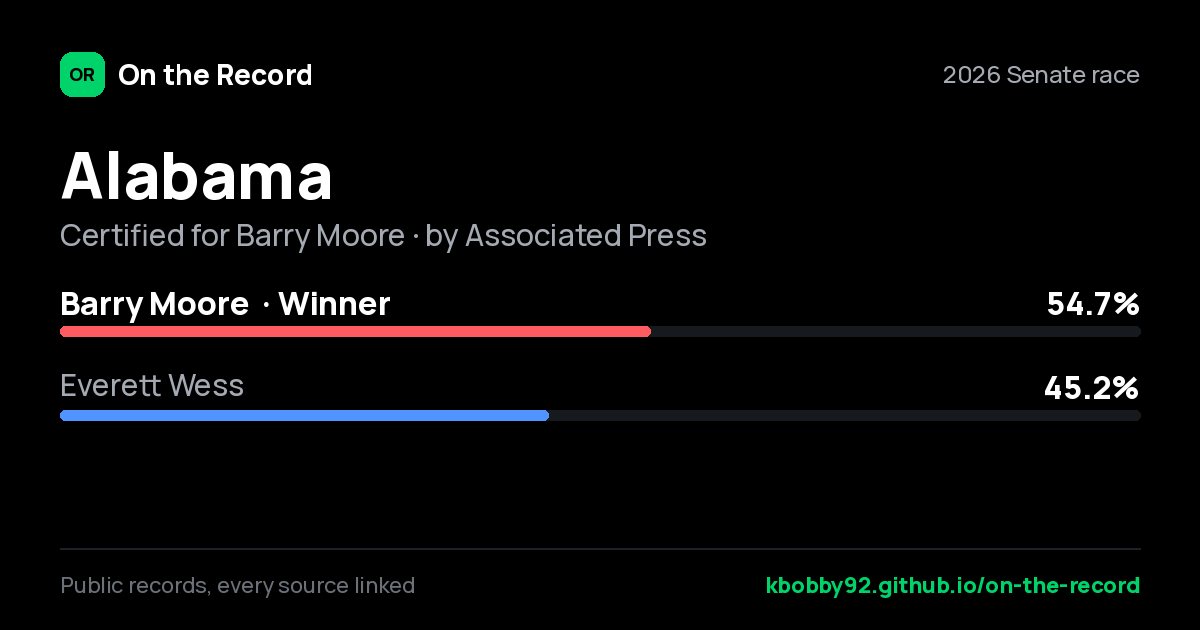 OR On the Record
2026 Senate race
Alabama
Certified for Barry Moore · by Associated Press
Barry Moore · Winner 54.7%
Everett Wess 45.2%
Public records, every source linked
kbobby92.github.io/on-the-record